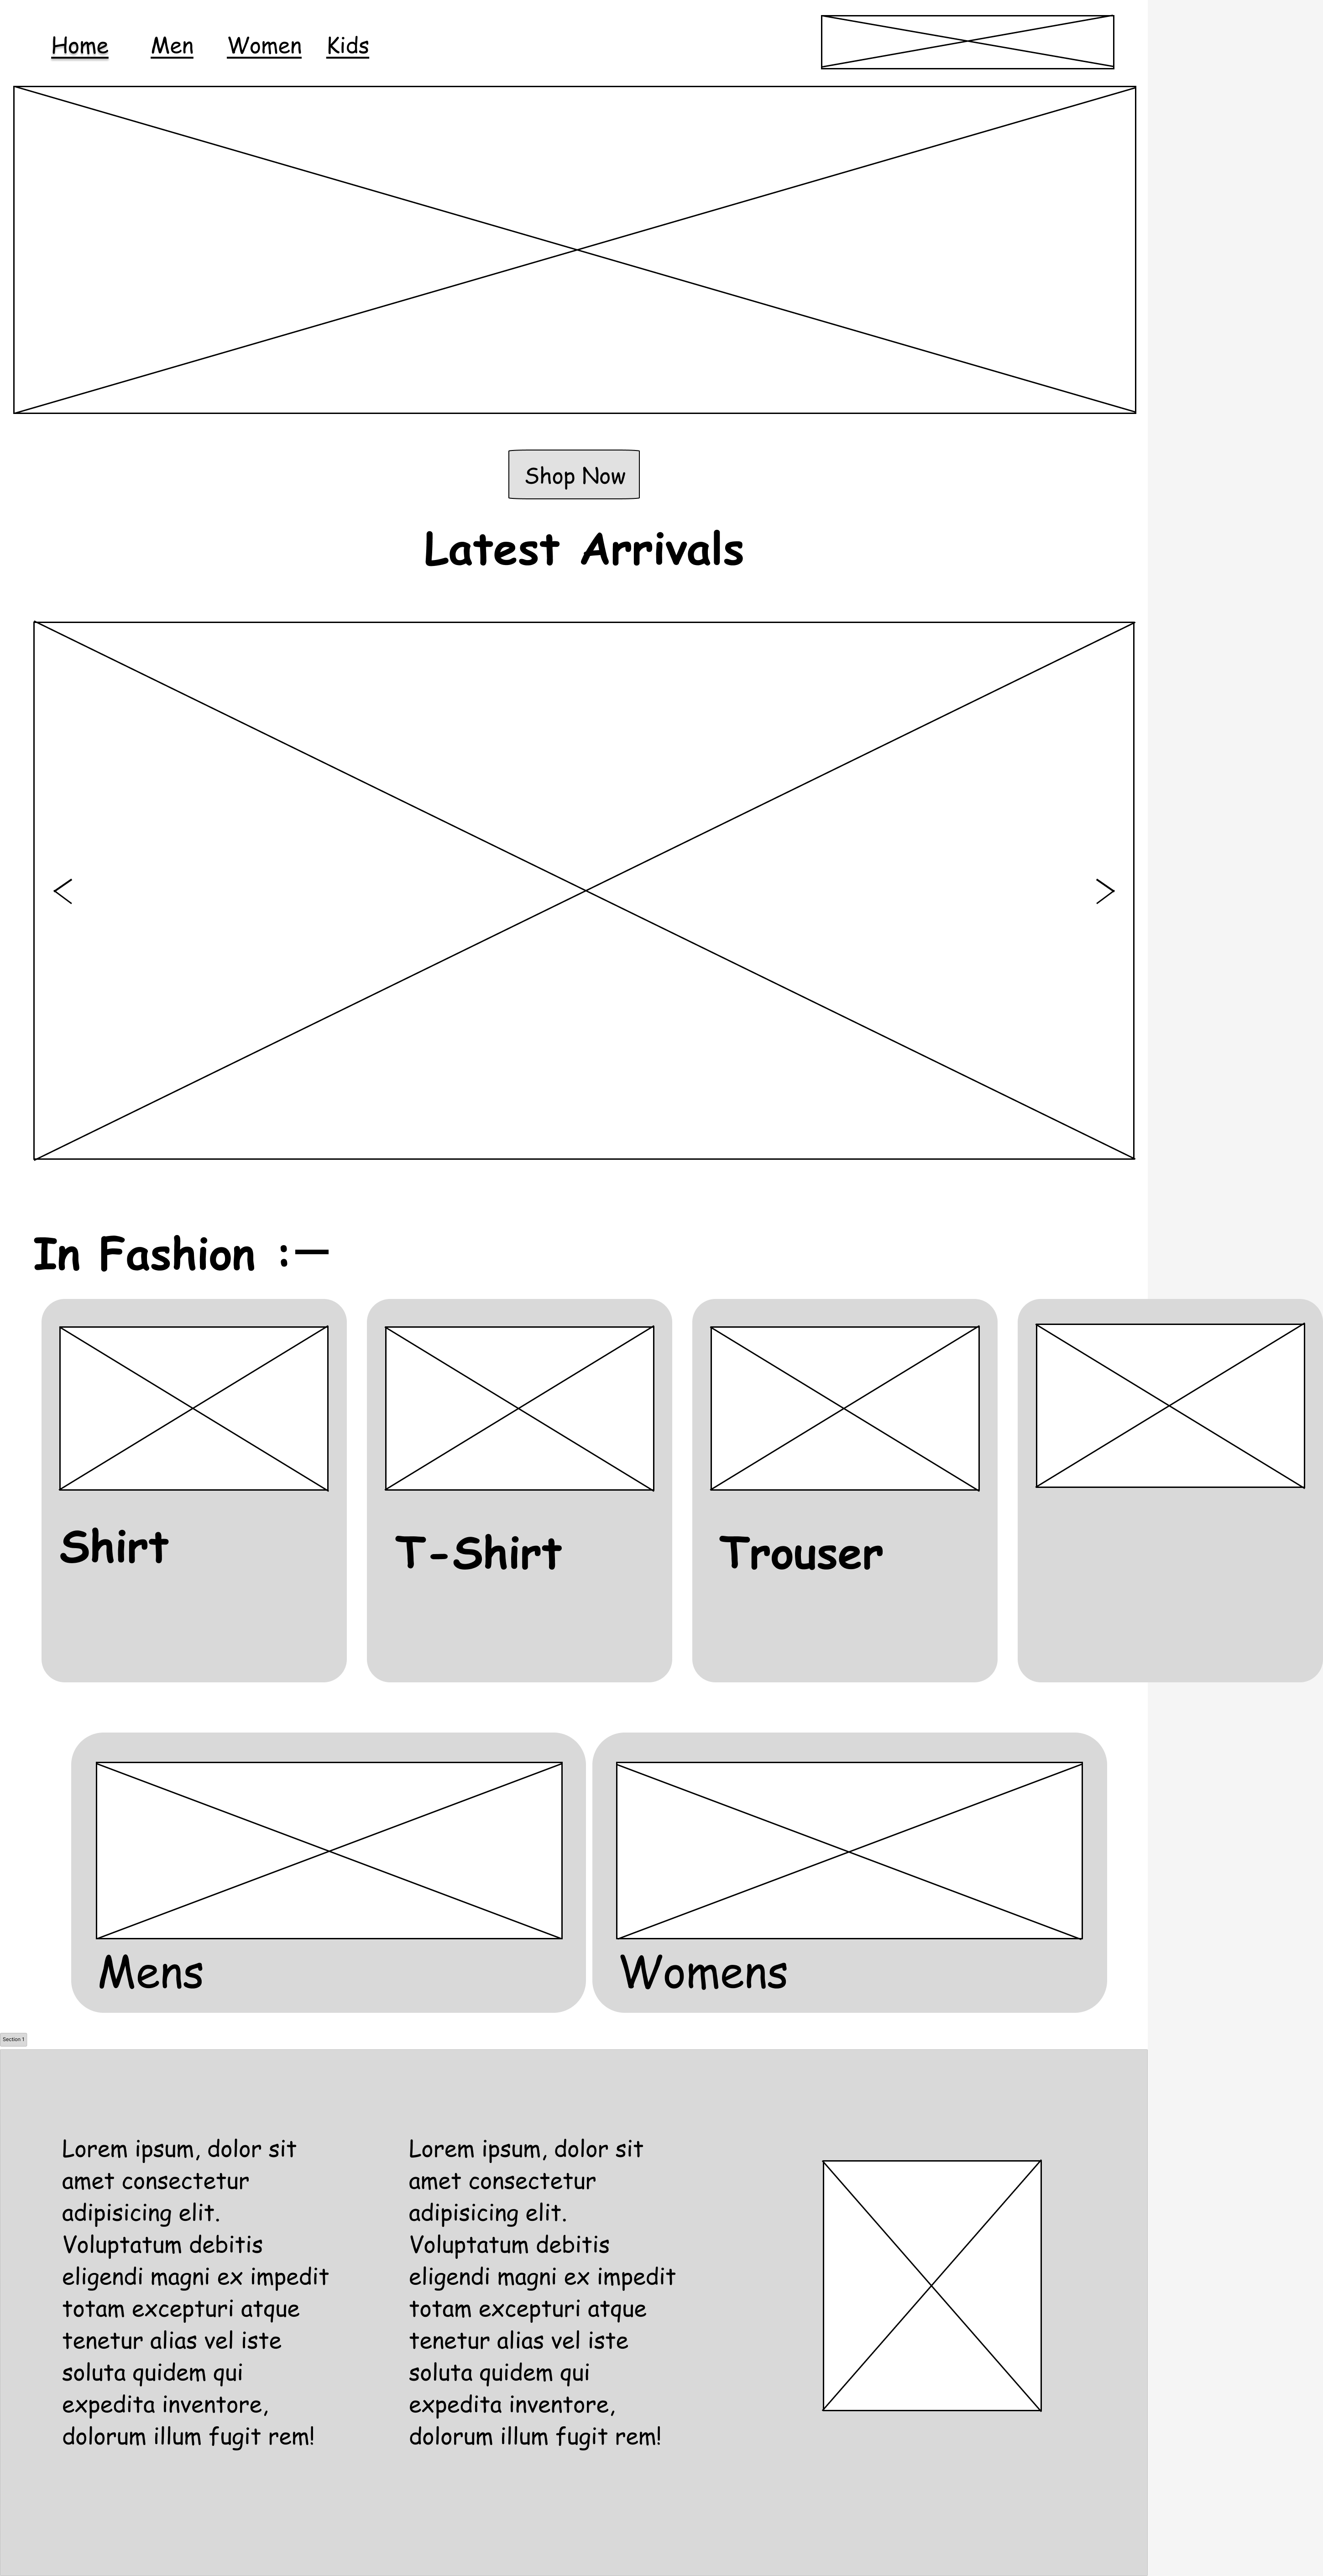 Home Men Women Kids
Shop Now
Latest Arrivals
<
>
In Fashion :—
Shirt
T-Shirt
Trouser
Mens
Womens
Section 1
Lorem ipsum, dolor sit
amet consectetur
adipisicing elit.
Voluptatum debitis
eligendi magni ex impedit
totam excepturi atque
tenetur alias vel iste
soluta quidem qui
expedita inventore,
dolorum illum fugit rem!
Lorem ipsum, dolor sit
amet consectetur
adipisicing elit.
Voluptatum debitis
eligendi magni ex impedit
totam excepturi atque
tenetur alias vel iste
soluta quidem qui
expedita inventore,
dolorum illum fugit rem!